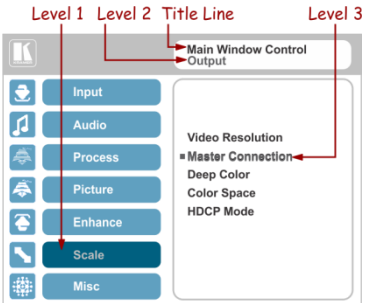 Level 1 Level 2 Title Line Level 3
Main Window Control
Output
Input
Audio
Process
Picture
Enhance
Scale
Misc
Video Resolution
Master Connection
Deep Color
Color Space
HDCP Mode